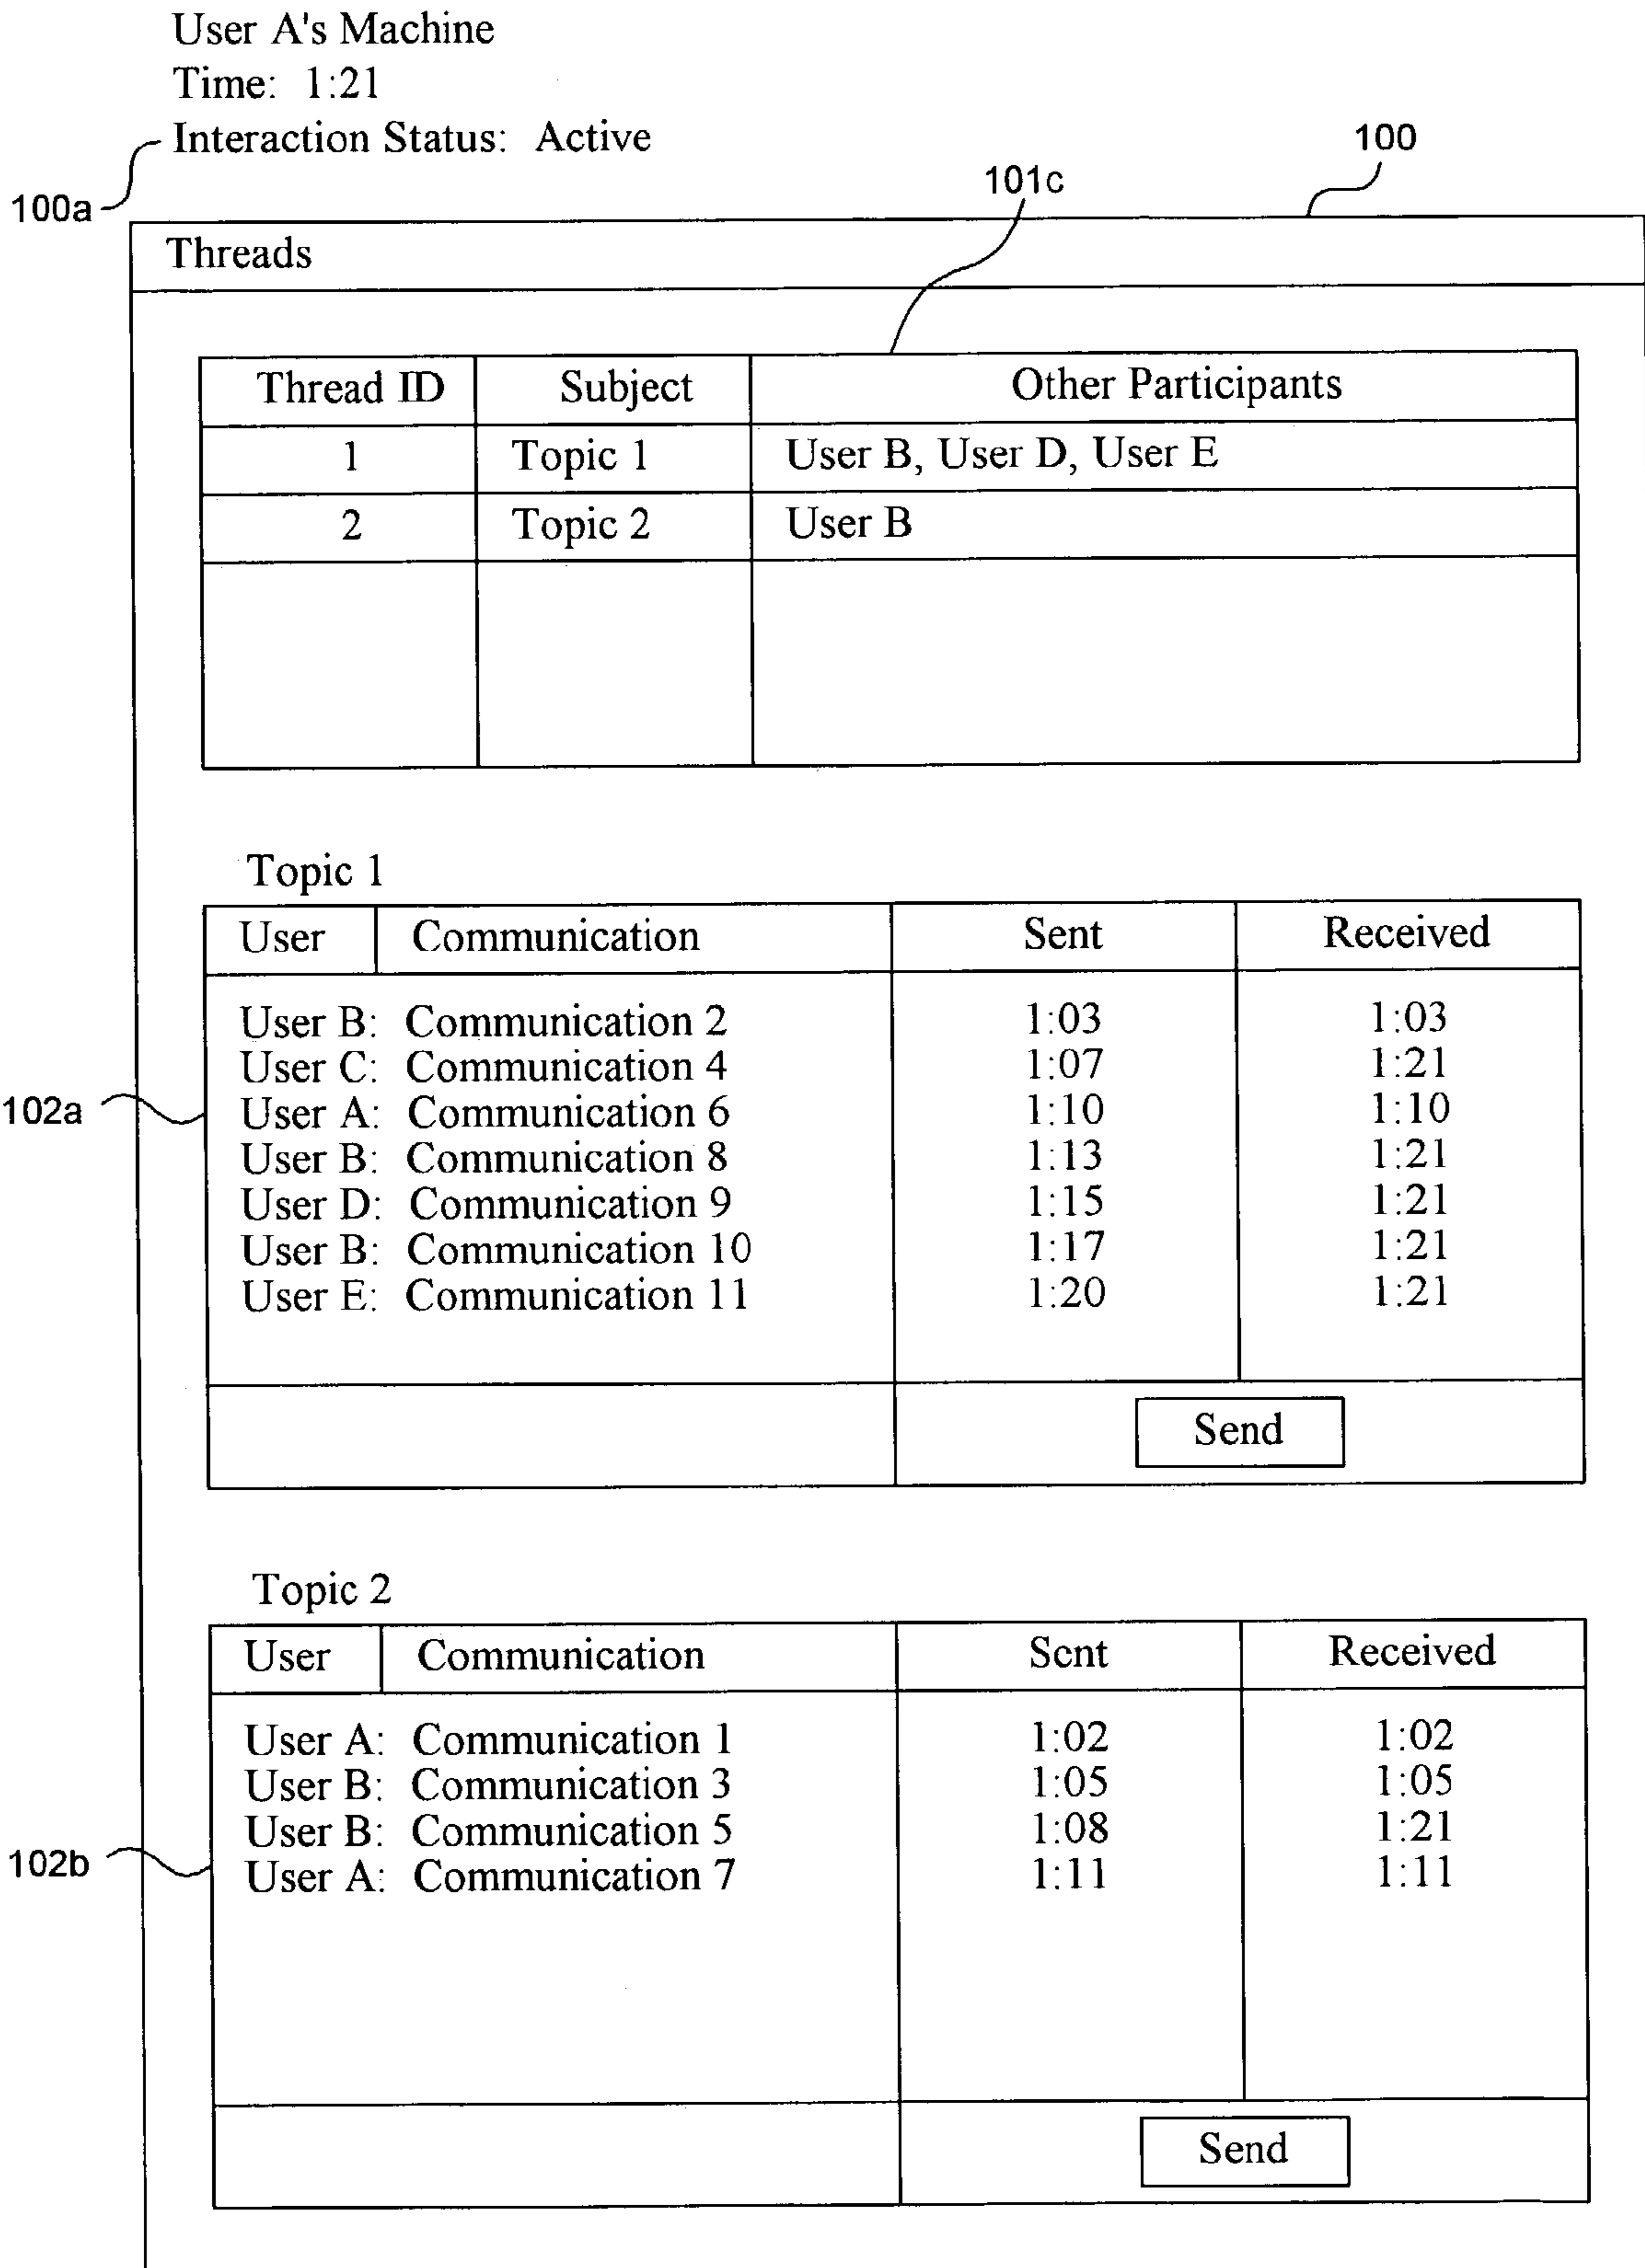 User A's Machine
Time: 1:21
Interaction Status: Active
100
101c
100a
Threads
Thread ID Subject Other Participants
1 Topic 1 User B, User D, User E
2 Topic 2 User B
Topic 1
User Communication Sent Received
User B: Communication 2 1:03 1:03
User C: Communication 4 1:07 1:21
102a User A: Communication 6 1:10 1:10
User B: Communication 8 1:13 1:21
User D: Communication 9 1:15 1:21
User B: Communication 10 1:17 1:21
User E: Communication 11 1:20 1:21
Send
Topic 2
User Communication Sent Received
User A: Communication 1 1:02 1:02
User B: Communication 3 1:05 1:05
User B: Communication 5 1:08 1:21
102b User A: Communication 7 1:11 1:11
Send